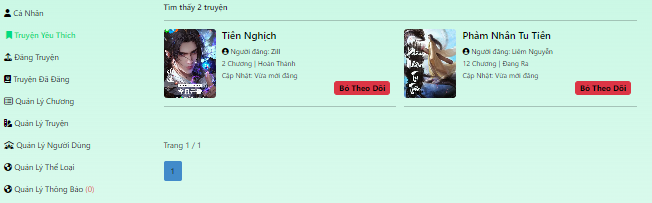 Cá Nhân
Truyện Yêu Thích
Đăng Truyện
Truyện Đã Đăng
Quản Lý Chương
Quản Lý Truyện
Quản Lý Người Dùng
Quản Lý Thể Loại
Quản Lý Thông Báo (0)
Tìm thấy 2 truyện
Tiên Nghịch
Người đăng: Zill
2 Chương | Hoàn Thành
Cập Nhật: Vừa mới đăng
Bỏ Theo Dõi
Phàm Nhân Tu Tiên
Người đăng: Liêm Nguyễn
12 Chương | Đang Ra
Cập Nhật: Vừa mới đăng
Bỏ Theo Dõi
Trang 1 / 1
1